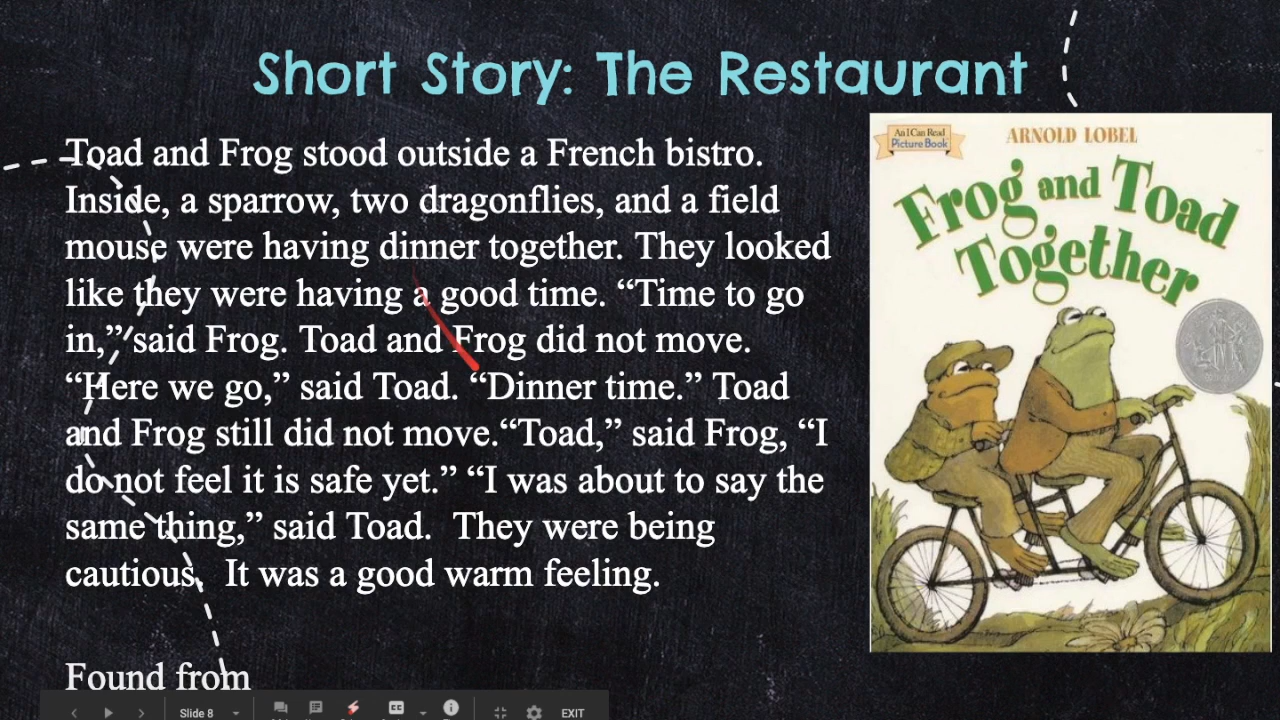 Short Story: The Restaurant
Toad and Frog stood outside a French bistro.
Inside, a sparrow, two dragonflies, and a field
mouse were having dinner together. They looked
like they were having a good time. “Time to go
in,” said Frog. Toad and Frog did not move.
“Here we go,” said Toad. “Dinner time.” Toad
and Frog still did not move.“Toad,” said Frog, “I
do not feel it is safe yet.” “I was about to say the
same thing,” said Toad.  They were being
cautious.  It was a good warm feeling.
Found from
An I Can Read
Picture Book
ARNOLD LOBEL
Frog and Toad
Together
Slide 8
CC
EXIT